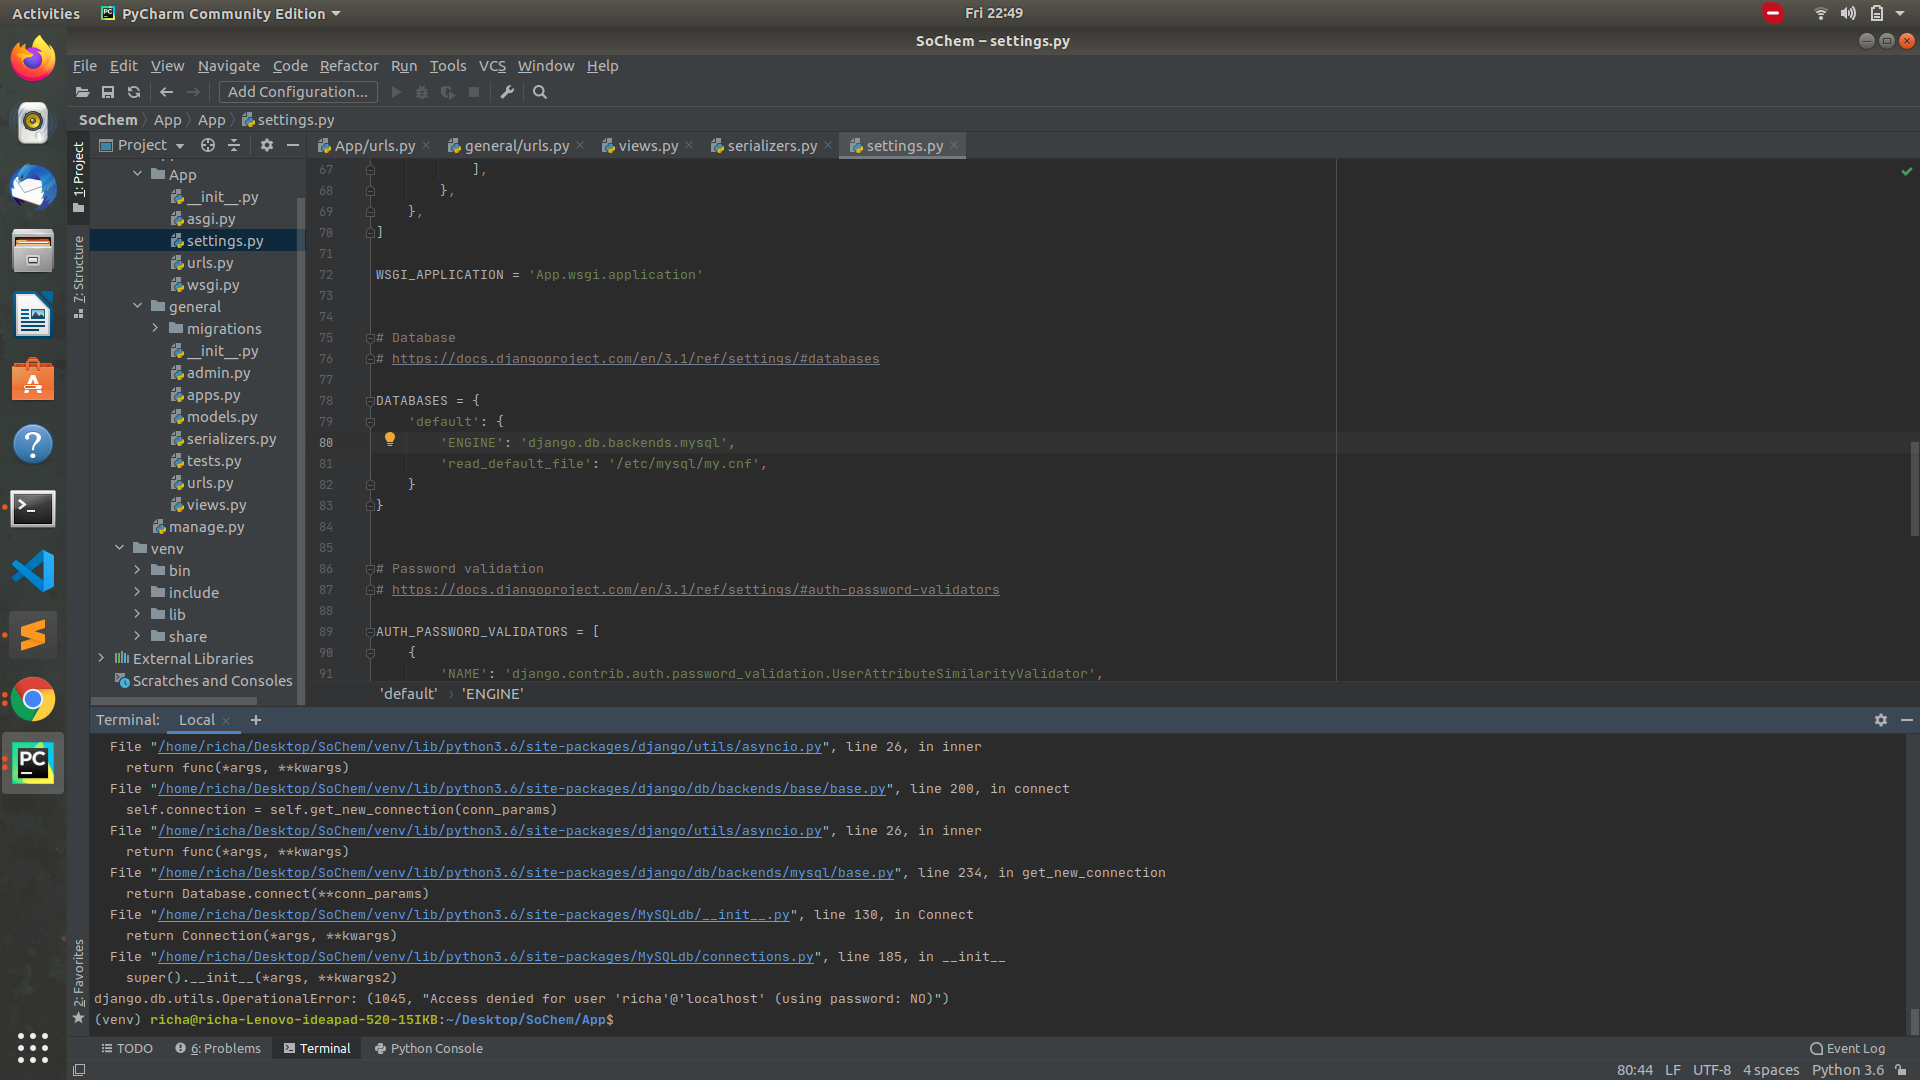 Activities
PyCharm Community Edition
Fri 22:49
SoChem – settings.py
File Edit View Navigate Code Refactor Run Tools VCS Window Help
Add Configuration...
SoChem App App settings.py
1: Project
7: Structure
2: Favorites
Project
App
__init__.py
asgi.py
settings.py
urls.py
wsgi.py
general
migrations
__init__.py
admin.py
apps.py
models.py
serializers.py
tests.py
urls.py
views.py
manage.py
venv
bin
include
lib
share
External Libraries
Scratches and Consoles
App/urls.py general/urls.py views.py serializers.py settings.py
67 ],
68 },
69 },
70 ]
71
72 WSGI_APPLICATION = 'App.wsgi.application'
73
74
75 # Database
76 # https://docs.djangoproject.com/en/3.1/ref/settings/#databases
77
78 DATABASES = {
79 'default': {
80 'ENGINE': 'django.db.backends.mysql',
81 'read_default_file': '/etc/mysql/my.cnf',
82 }
83 }
84
85
86 # Password validation
87 # https://docs.djangoproject.com/en/3.1/ref/settings/#auth-password-validators
88
89 AUTH_PASSWORD_VALIDATORS = [
90 {
91 'NAME': 'django.contrib.auth.password_validation.UserAttributeSimilarityValidator',
'default' › 'ENGINE'
Terminal: Local +
File "/home/richa/Desktop/SoChem/venv/lib/python3.6/site-packages/django/utils/asyncio.py", line 26, in inner
return func(*args, **kwargs)
File "/home/richa/Desktop/SoChem/venv/lib/python3.6/site-packages/django/db/backends/base/base.py", line 200, in connect
self.connection = self.get_new_connection(conn_params)
File "/home/richa/Desktop/SoChem/venv/lib/python3.6/site-packages/django/utils/asyncio.py", line 26, in inner
return func(*args, **kwargs)
File "/home/richa/Desktop/SoChem/venv/lib/python3.6/site-packages/django/db/backends/mysql/base.py", line 234, in get_new_connection
return Database.connect(**conn_params)
File "/home/richa/Desktop/SoChem/venv/lib/python3.6/site-packages/MySQLdb/__init__.py", line 130, in Connect
return Connection(*args, **kwargs)
File "/home/richa/Desktop/SoChem/venv/lib/python3.6/site-packages/MySQLdb/connections.py", line 185, in __init__
super().__init__(*args, **kwargs2)
django.db.utils.OperationalError: (1045, "Access denied for user 'richa'@'localhost' (using password: NO)")
(venv) richa@richa-Lenovo-ideapad-520-15IKB:~/Desktop/SoChem/App$
TODO 6: Problems Terminal Python Console Event Log
80:44 LF UTF-8 4 spaces Python 3.6